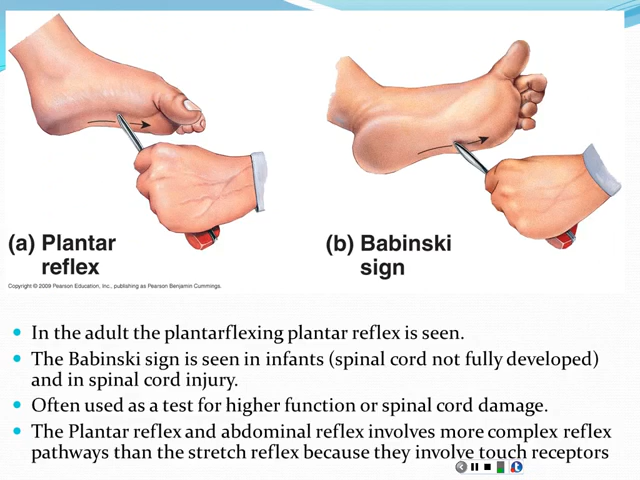 (a) Plantar
reflex
(b) Babinski
sign
Copyright © 2009 Pearson Education, Inc., publishing as Pearson Benjamin Cummings.
• In the adult the plantarflexing plantar reflex is seen.
• The Babinski sign is seen in infants (spinal cord not fully developed)
and in spinal cord injury.
• Often used as a test for higher function or spinal cord damage.
• The Plantar reflex and abdominal reflex involves more complex reflex
pathways than the stretch reflex because they involve touch receptors